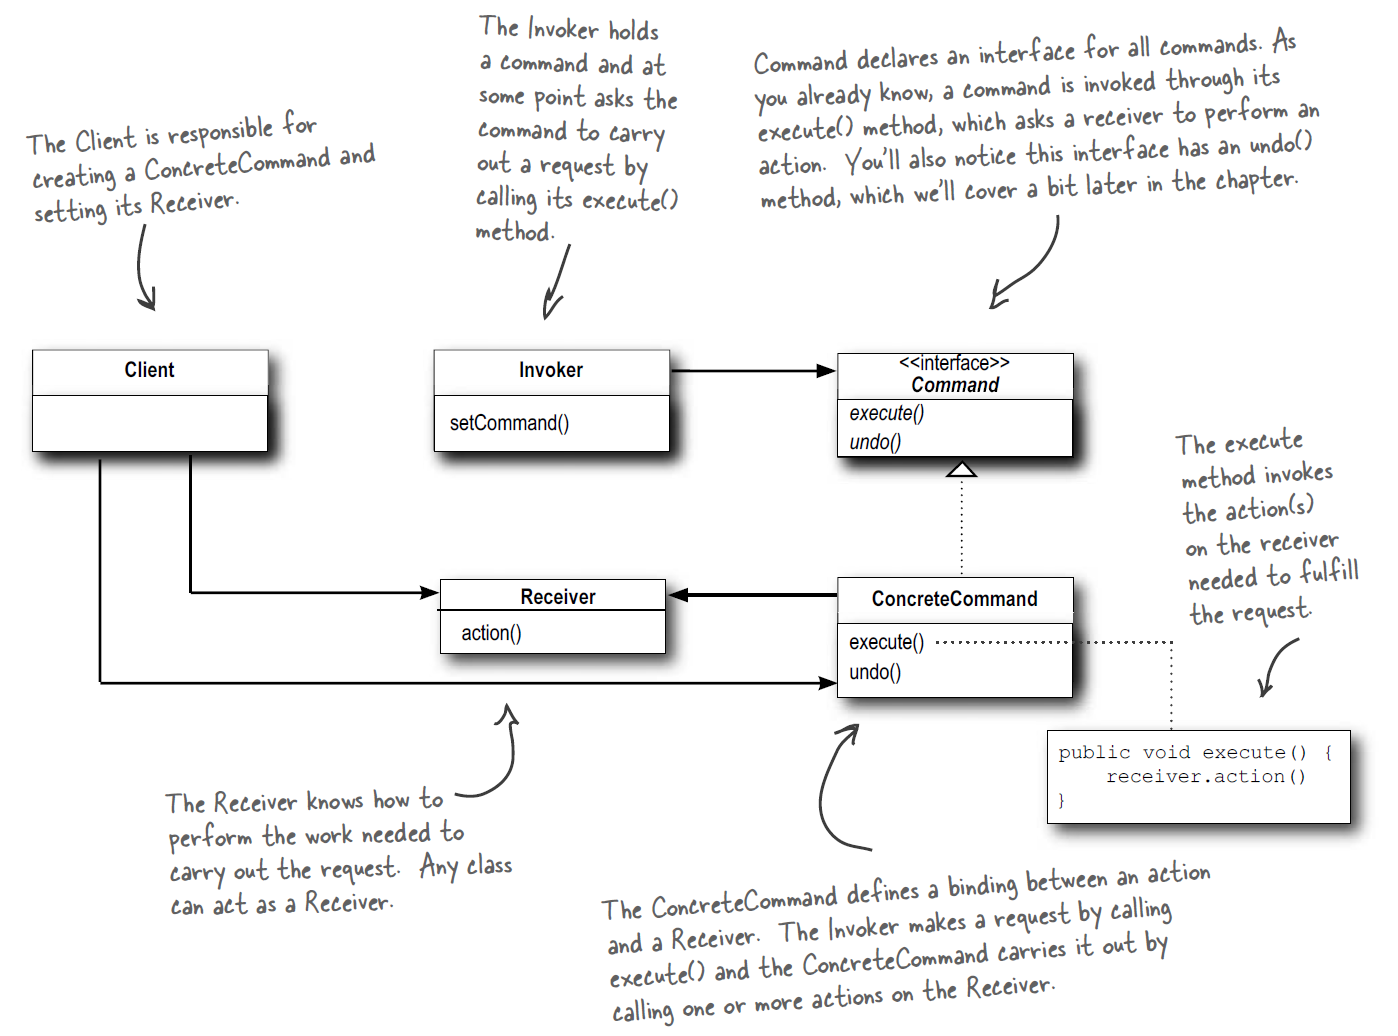 The Client is responsible for
creating a ConcreteCommand and
setting its Receiver.
The Invoker holds
a command and at
some point asks the
command to carry
out a request by
calling its execute()
method.
Command declares an interface for all commands. As
you already know, a command is invoked through its
execute() method, which asks a receiver to perform an
action. You'll also notice this interface has an undo()
method, which we'll cover a bit later in the chapter.
Client
Invoker
setCommand()
<<interface>>
Command
execute()
undo()
The execute
method invokes
the action(s)
on the receiver
needed to fulfill
the request.
Receiver
action()
ConcreteCommand
execute()
undo()
public void execute() {
receiver.action()
}
The Receiver knows how to
perform the work needed to
carry out the request. Any class
can act as a Receiver.
The ConcreteCommand defines a binding between an action
and a Receiver. The Invoker makes a request by calling
execute() and the ConcreteCommand carries it out by
calling one or more actions on the Receiver.